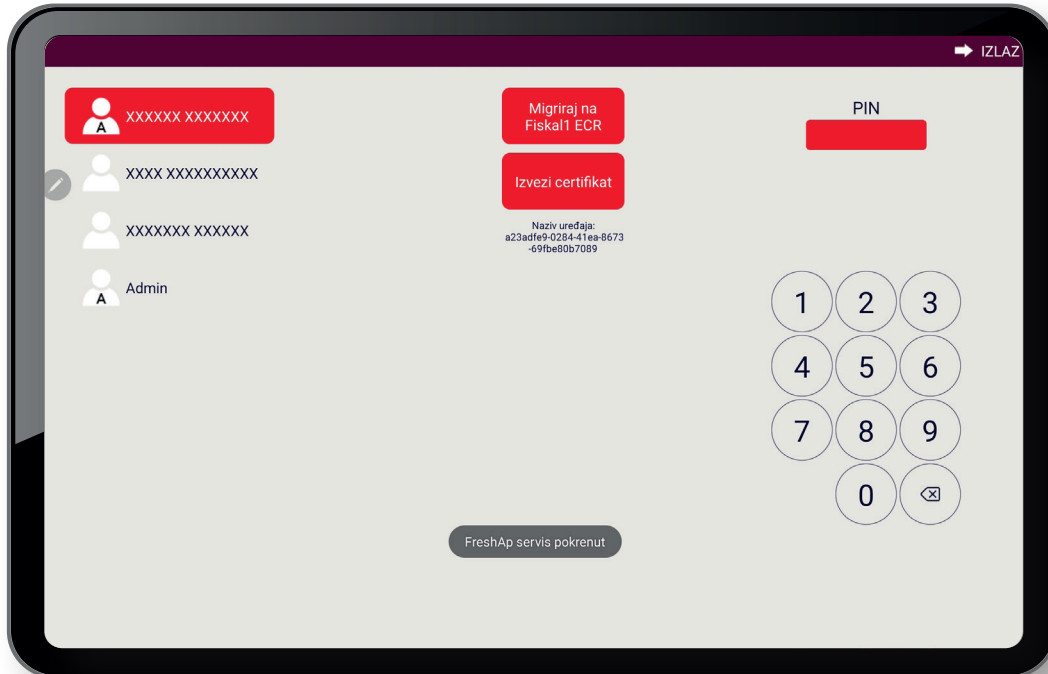 IZLAZ
A XXXXXX XXXXXXX
XXXX XXXXXXXXXX
XXXXXXX XXXXXX
A Admin
Migriraj na
Fiskal1 ECR
Izvezi certifikat
Naziv uređaja:
a23adfe9-0284-41ea-8673
-69fbe80b7089
PIN
1 2 3
4 5 6
7 8 9
0
FreshAp servis pokrenut